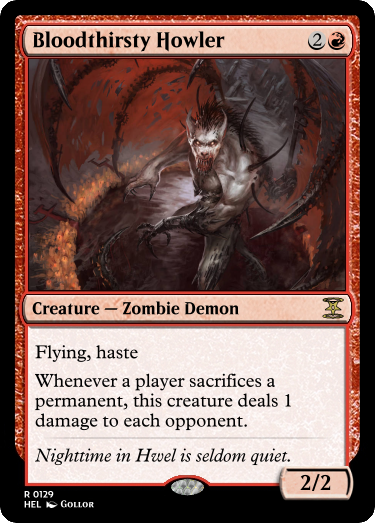 Bloodthirsty Howler 2
Creature — Zombie Demon
Flying, haste
Whenever a player sacrifices a
permanent, this creature deals 1
damage to each opponent.
Nighttime in Hwel is seldom quiet.
2/2
R 0129
HEL GOLLOR